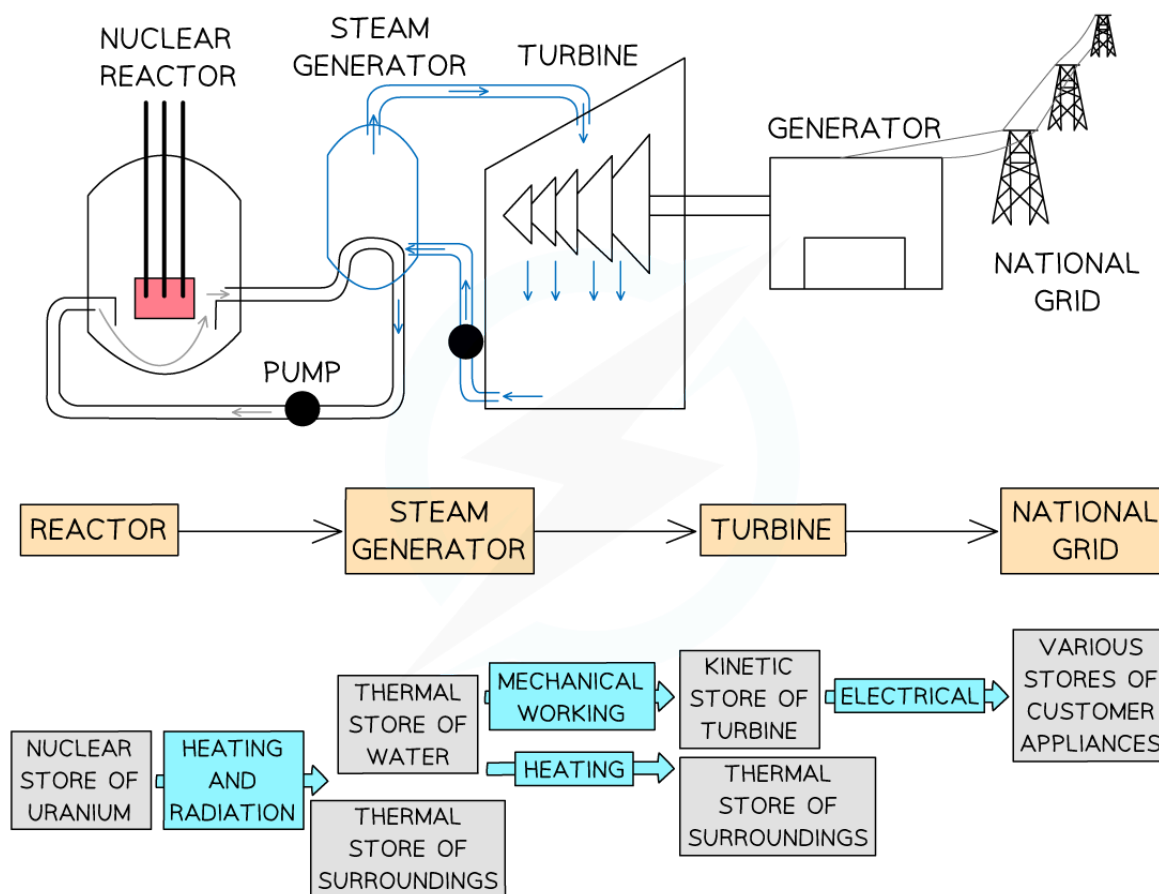 NUCLEAR
REACTOR
STEAM
GENERATOR
TURBINE
GENERATOR
NATIONAL
GRID
PUMP
REACTOR
STEAM
GENERATOR
TURBINE
NATIONAL
GRID
NUCLEAR
STORE OF
URANIUM
HEATING
AND
RADIATION
THERMAL
STORE OF
WATER
THERMAL
STORE OF
SURROUNDINGS
MECHANICAL
WORKING
HEATING
KINETIC
STORE OF
TURBINE
THERMAL
STORE OF
SURROUNDINGS
ELECTRICAL
VARIOUS
STORES OF
CUSTOMER
APPLIANCES